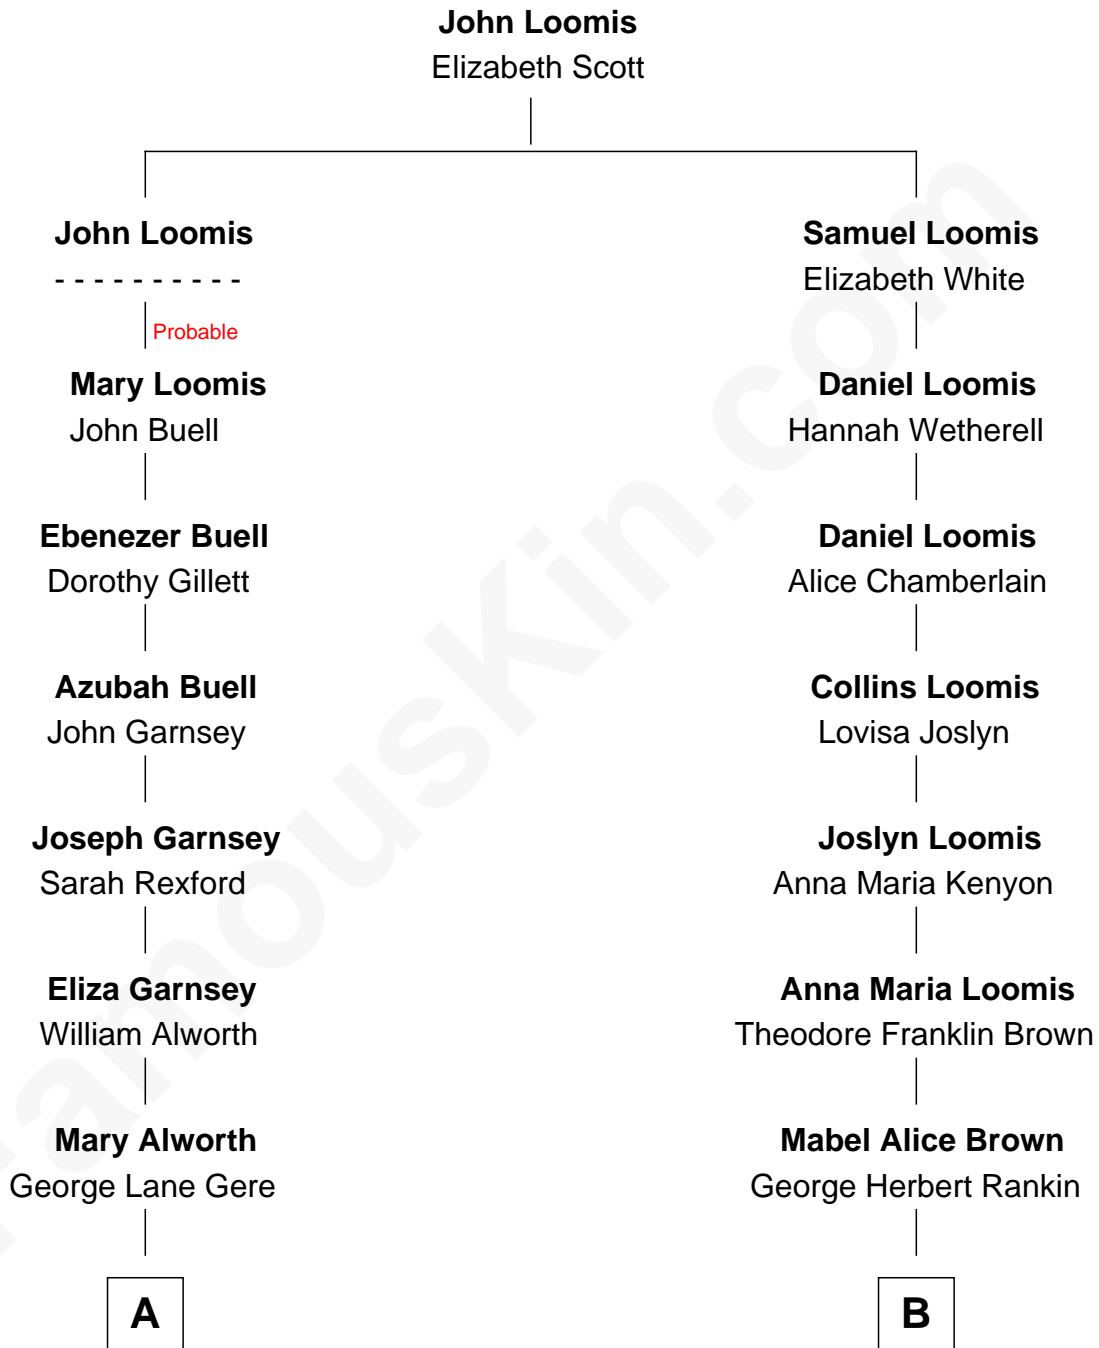 John Loomis
Elizabeth Scott
John Loomis
- - - - - - - - - -
Probable
Mary Loomis
John Buell
Ebenezer Buell
Dorothy Gillett
Azubah Buell
John Garnsey
Joseph Garnsey
Sarah Rexford
Eliza Garnsey
William Alworth
Mary Alworth
George Lane Gere
A
Samuel Loomis
Elizabeth White
Daniel Loomis
Hannah Wetherell
Daniel Loomis
Alice Chamberlain
Collins Loomis
Lovisa Joslyn
Joslyn Loomis
Anna Maria Kenyon
Anna Maria Loomis
Theodore Franklin Brown
Mabel Alice Brown
George Herbert Rankin
B
FamousKin.com